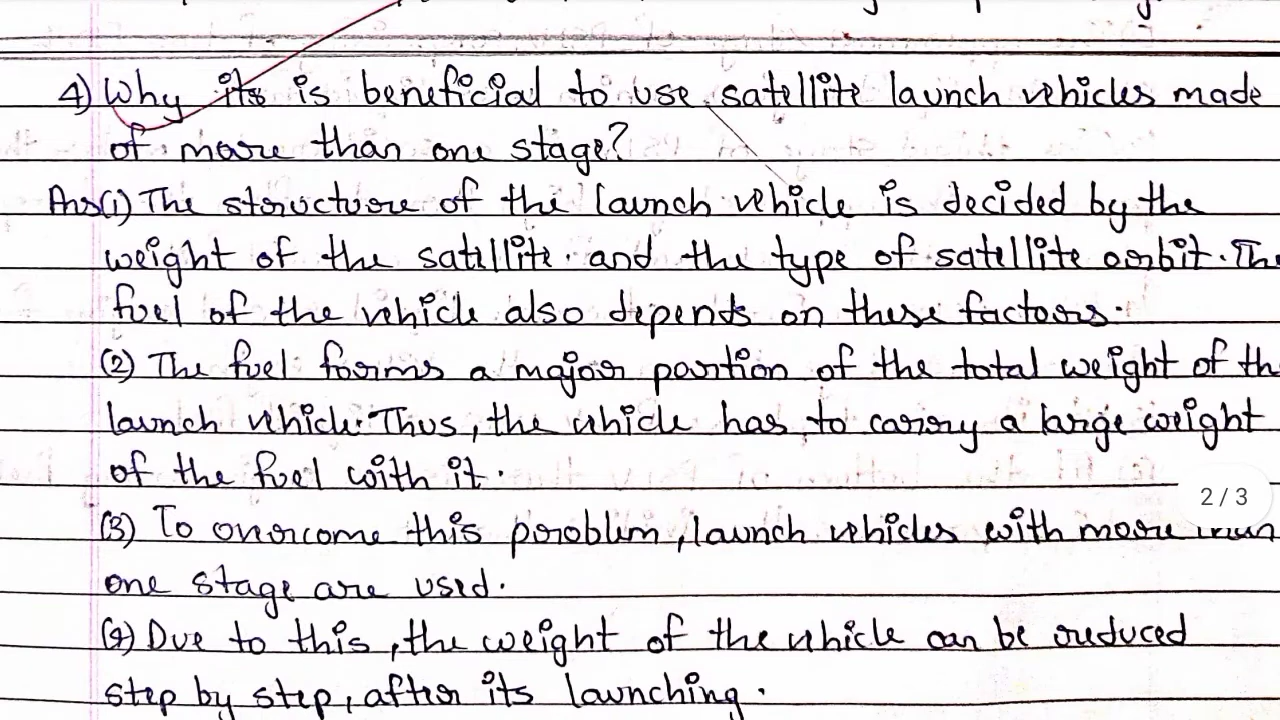 4) Why its is beneficial to use satellite launch vehicles made
of more than one stage?
Ans(1) The structure of the launch vehicle is decided by the
weight of the satellite and the type of satellite orbit. The
fuel of the vehicle also depends on these factors.
(2) The fuel forms a major portion of the total weight of th
launch vehicle. Thus, the vehicle has to carry a large weight
of the fuel with it.
2/3
(3) To overcome this problem, launch vehicles with more than
one stage are used.
(4) Due to this, the weight of the vehicle can be reduced
step by step, after its launching.